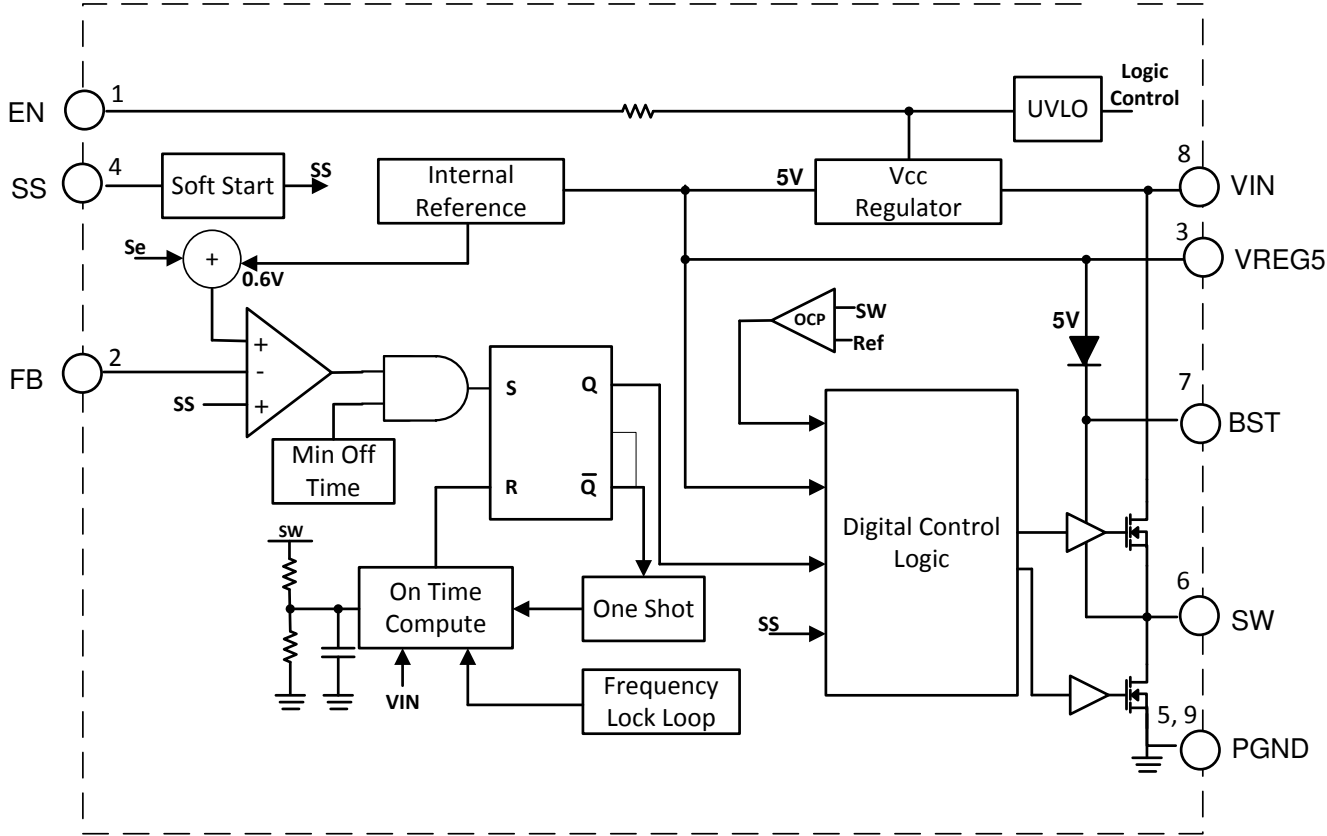 1
EN
UVLO
Logic
Control
4
SS
Soft Start
SS
Internal
Reference
5V
Vcc
Regulator
8
VIN
Se
+
0.6V
3
VREG5
OCP
SW
Ref
5V
2
FB
+
-
SS
+
S
Q
R
Q̅
Min Off
Time
7
BST
Digital Control
Logic
SW
On Time
Compute
One Shot
SS
6
SW
VIN
Frequency
Lock Loop
5, 9
PGND